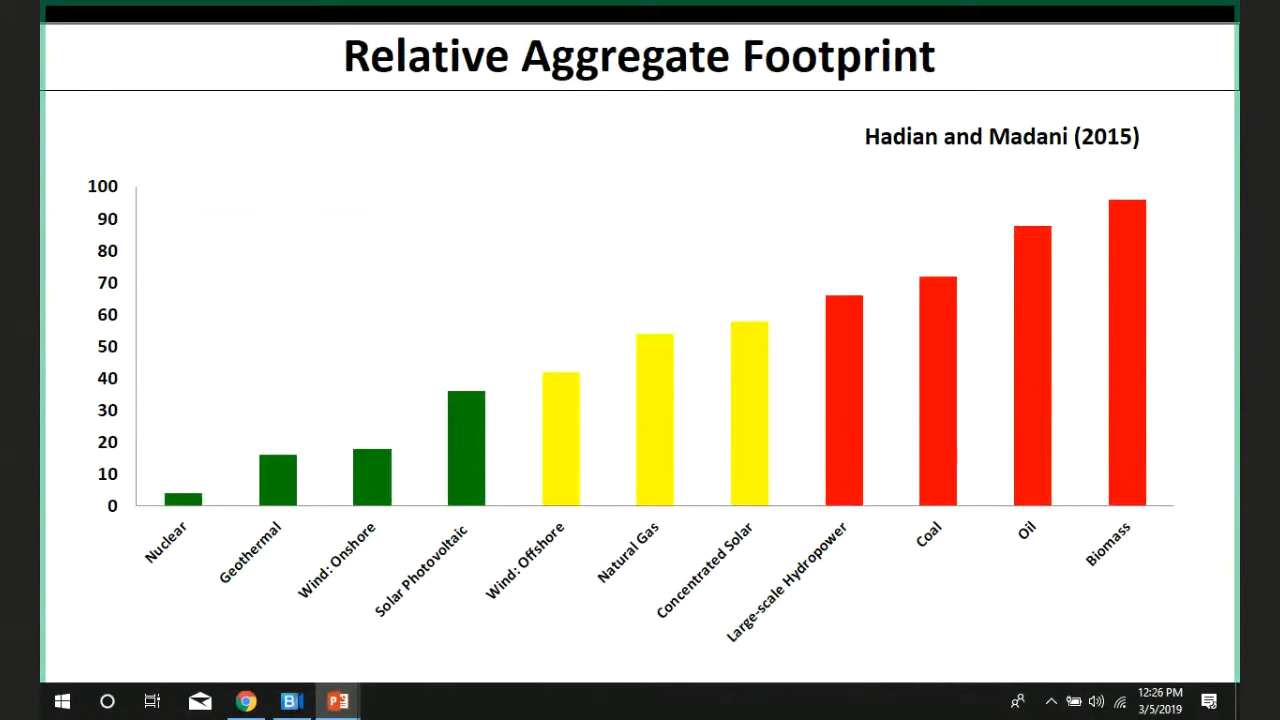 Relative Aggregate Footprint
Hadian and Madani (2015)
100
90
80
70
60
50
40
30
20
10
0
Nuclear
Geothermal
Wind: Onshore
Solar Photovoltaic
Wind: Offshore
Natural Gas
Concentrated Solar
Large-scale Hydropower
Coal
Oil
Biomass
12:26 PM
3/5/2019